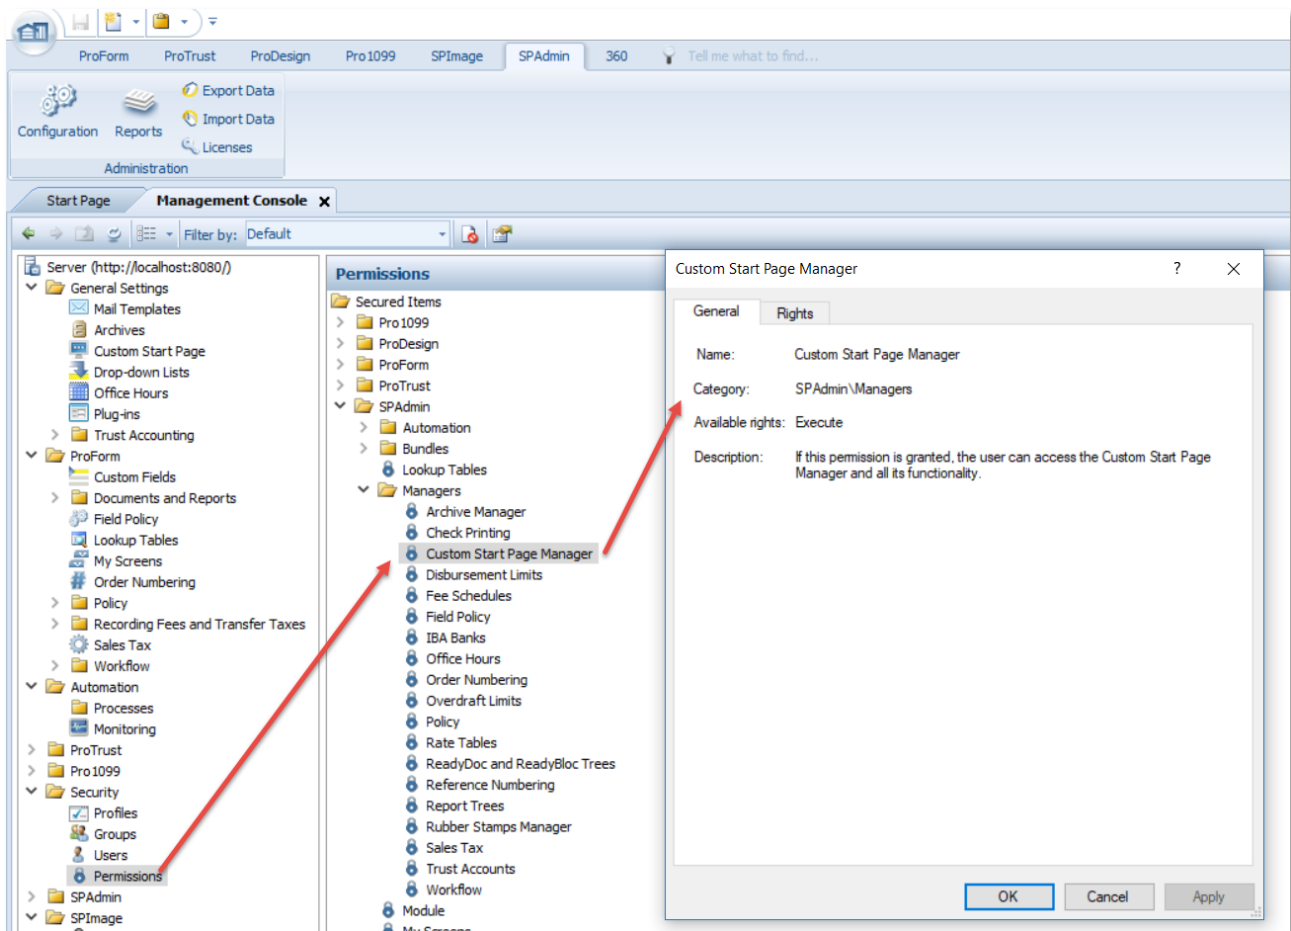 ProForm ProTrust ProDesign Pro1099 SPImage SPAdmin 360 Tell me what to find...
Configuration
Reports
Export Data
Import Data
Licenses
Administration
Start Page Management Console
Filter by: Default
Server (http://localhost:8080/)
General Settings
Mail Templates
Archives
Custom Start Page
Drop-down Lists
Office Hours
Plug-ins
Trust Accounting
ProForm
Custom Fields
Documents and Reports
Field Policy
Lookup Tables
My Screens
Order Numbering
Policy
Recording Fees and Transfer Taxes
Sales Tax
Workflow
Automation
Processes
Monitoring
ProTrust
Pro1099
Security
Profiles
Groups
Users
Permissions
SPAdmin
SPImage
Permissions
Secured Items
Pro1099
ProDesign
ProForm
ProTrust
SPAdmin
Automation
Bundles
Lookup Tables
Managers
Archive Manager
Check Printing
Custom Start Page Manager
Disbursement Limits
Fee Schedules
Field Policy
IBA Banks
Office Hours
Order Numbering
Overdraft Limits
Policy
Rate Tables
ReadyDoc and ReadyBloc Trees
Reference Numbering
Report Trees
Rubber Stamps Manager
Sales Tax
Trust Accounts
Workflow
Module
My Screens
Custom Start Page Manager ?
General Rights
Name: Custom Start Page Manager
Category: SPAdmin\Managers
Available rights: Execute
Description: If this permission is granted, the user can access the Custom Start Page
Manager and all its functionality.
OK Cancel Apply